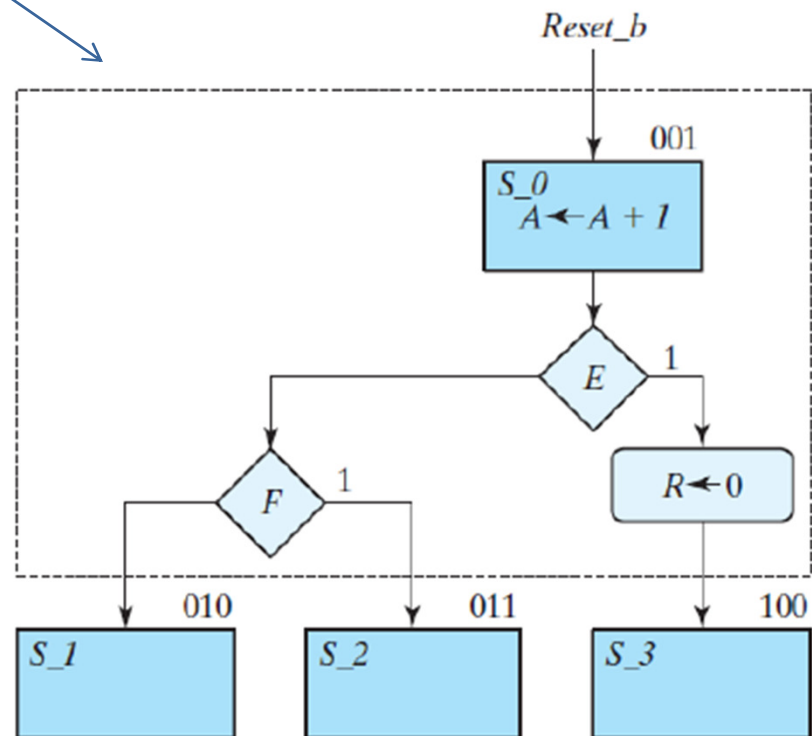 Reset_b
001
S_0
A←A + 1
E
1
R←0
F
1
010
011
100
S_1
S_2
S_3